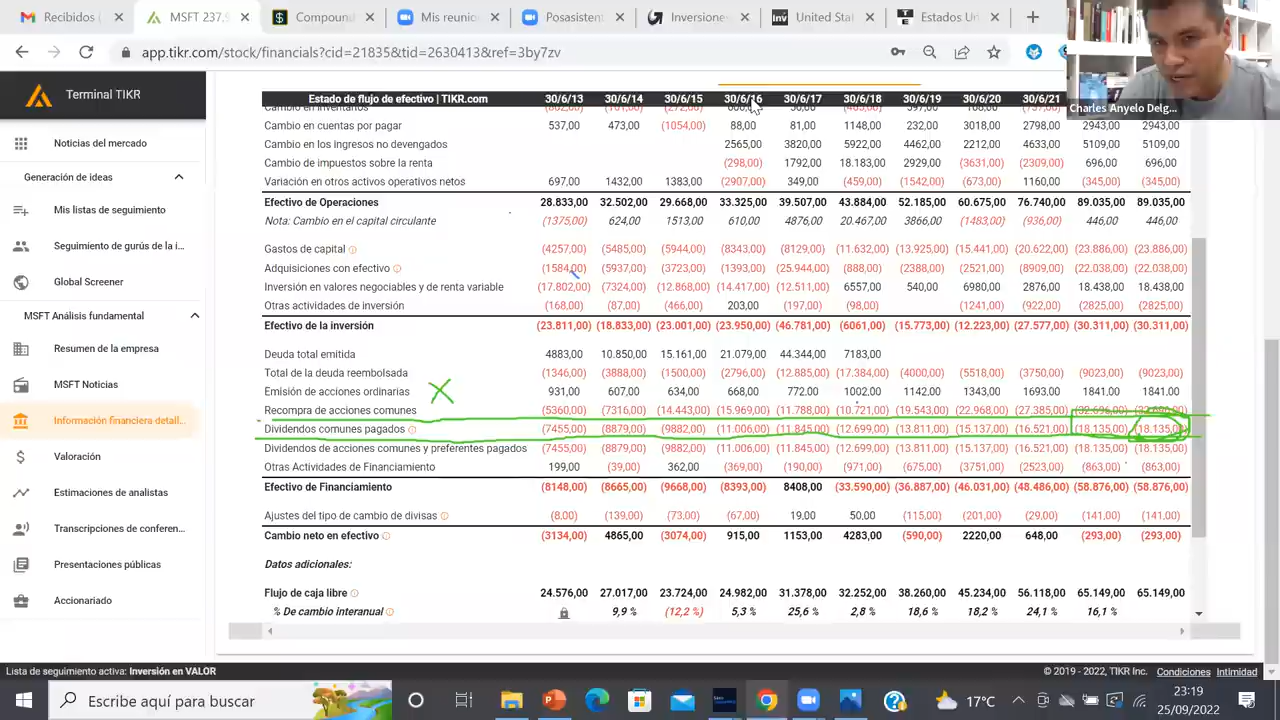 Recibidos (
MSFT 237.9
Compound
Mis reunio
Posasisten
Inversione
United Stat
Estados Un
app.tikr.com/stock/financials?cid=21835&tid=2630413&ref=3by7zv
Charles Anyelo Delg...
Terminal TIKR
Noticias del mercado
Generación de ideas
Mis listas de seguimiento
Seguimiento de gurús de la í...
Global Screener
MSFT Análisis fundamental
Resumen de la empresa
MSFT Noticias
Información financiera detall...
Valoración
Estimaciones de analistas
Transcripciones de conferen...
Presentaciones públicas
Accionariado
Estado de flujo de efectivo | TIKR.com 30/6/13 30/6/14 30/6/15 30/6/16 30/6/17 30/6/18 30/6/19 30/6/20 30/6/21
Cambio en inventarios
Cambio en cuentas por pagar 537,00 473,00 (1054,00) 88,00 81,00 1148,00 232,00 3018,00 2798,00 2943,00 2943,00
Cambio en los ingresos no devengados 2565,00 3820,00 5922,00 4462,00 2212,00 4633,00 5109,00 5109,00
Cambio de impuestos sobre la renta (298,00) 1792,00 18.183,00 2929,00 (3631,00) (2309,00) 696,00 696,00
Variación en otros activos operativos netos 697,00 1432,00 1383,00 (2907,00) 349,00 (459,00) (1542,00) (673,00) 1160,00 (345,00) (345,00)
Efectivo de Operaciones 28.833,00 32.502,00 29.668,00 33.325,00 39.507,00 43.884,00 52.185,00 60.675,00 76.740,00 89.035,00 89.035,00
Nota: Cambio en el capital circulante (1375,00) 624,00 1513,00 610,00 4876,00 20.467,00 3866,00 (1483,00) (936,00) 446,00 446,00
Gastos de capital (4257,00) (5485,00) (5944,00) (8343,00) (8129,00) (11.632,00) (13.925,00) (15.441,00) (20.622,00) (23.886,00) (23.886,00)
Adquisiciones con efectivo (1584,00) (5937,00) (3723,00) (1393,00) (25.944,00) (888,00) (2388,00) (2521,00) (8909,00) (22.038,00) (22.038,00)
Inversión en valores negociables y de renta variable (17.802,00) (7324,00) (12.868,00) (14.417,00) (12.511,00) 6557,00 540,00 6980,00 2876,00 18.438,00 18.438,00
Otras actividades de inversión (168,00) (87,00) (466,00) 203,00 (197,00) (98,00) (1241,00) (922,00) (2825,00) (2825,00)
Efectivo de la inversión (23.811,00) (18.833,00) (23.001,00) (23.950,00) (46.781,00) (6061,00) (15.773,00) (12.223,00) (27.577,00) (30.311,00) (30.311,00)
Deuda total emitida 4883,00 10.850,00 15.161,00 21.079,00 44.344,00 7183,00
Total de la deuda reembolsada (1346,00) (3888,00) (1500,00) (2796,00) (12.885,00) (17.384,00) (4000,00) (5518,00) (3750,00) (9023,00) (9023,00)
Emisión de acciones ordinarias 931,00 607,00 634,00 668,00 772,00 1002,00 1142,00 1343,00 1693,00 1841,00 1841,00
Recompra de acciones comunes (5360,00) (7316,00) (14.443,00) (15.969,00) (11.788,00) (10.721,00) (19.543,00) (22.968,00) (27.385,00) (32.696,00)
Dividendos comunes pagados (7455,00) (8879,00) (9882,00) (11.006,00) (11.845,00) (12.699,00) (13.811,00) (15.137,00) (16.521,00) (18.135,00) (18.135,00)
Dividendos de acciones comunes y preferentes pagados (7455,00) (8879,00) (9882,00) (11.006,00) (11.845,00) (12.699,00) (13.811,00) (15.137,00) (16.521,00) (18.135,00) (18.135,00)
Otras Actividades de Financiamiento 199,00 (39,00) 362,00 (369,00) (190,00) (971,00) (675,00) (3751,00) (2523,00) (863,00) (863,00)
Efectivo de Financiamiento (8148,00) (8665,00) (9668,00) (8393,00) 8408,00 (33.590,00) (36.887,00) (46.031,00) (48.486,00) (58.876,00) (58.876,00)
Ajustes del tipo de cambio de divisas (8,00) (139,00) (73,00) (67,00) 19,00 50,00 (115,00) (201,00) (29,00) (141,00) (141,00)
Cambio neto en efectivo (3134,00) 4865,00 (3074,00) 915,00 1153,00 4283,00 (590,00) 2220,00 648,00 (293,00) (293,00)
Datos adicionales:
Flujo de caja libre 24.576,00 27.017,00 23.724,00 24.982,00 31.378,00 32.252,00 38.260,00 45.234,00 56.118,00 65.149,00 65.149,00
% De cambio interanual 9,9 % (12,2 %) 5,3 % 25,6 % 2,8 % 18,6 % 18,2 % 24,1 % 16,1 %
Lista de seguimiento activa: Inversión en VALOR
© 2019 - 2022, TIKR Inc. Condiciones Intimidad
Escribe aquí para buscar
17°C
23:19
25/09/2022